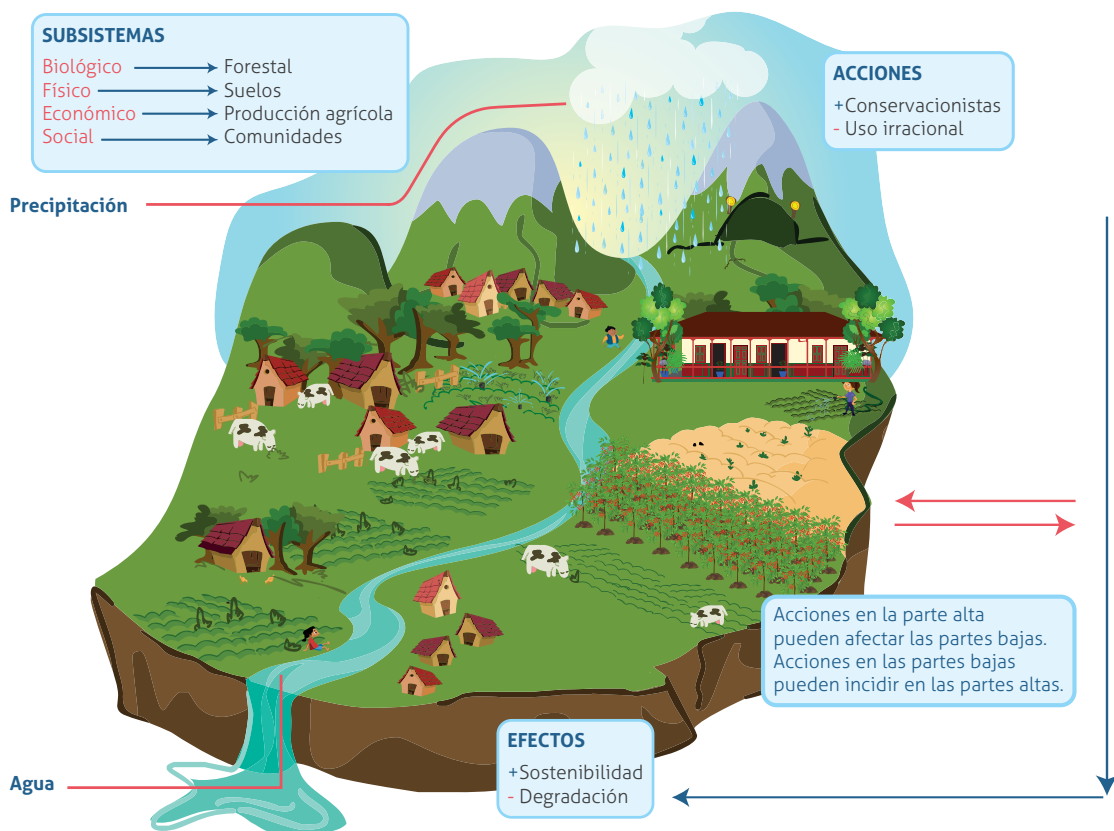 SUBSISTEMAS
Biológico Forestal
Físico Suelos
Económico Producción agrícola
Social Comunidades
ACCIONES
+Conservacionistas
- Uso irracional
Precipitación
Acciones en la parte alta
pueden afectar las partes bajas.
Acciones en las partes bajas
pueden incidir en las partes altas.
EFECTOS
+Sostenibilidad
- Degradación
Agua